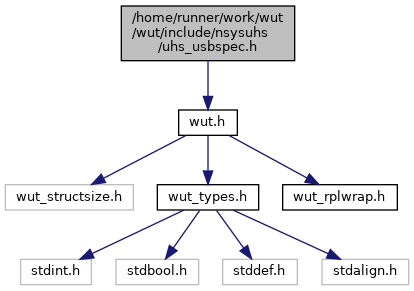 /home/runner/work/wut
/wut/include/nsysuhs
/uhs_usbspec.h
wut.h
wut_structsize.h
wut_types.h
wut_rplwrap.h
stdint.h
stdbool.h
stddef.h
stdalign.h